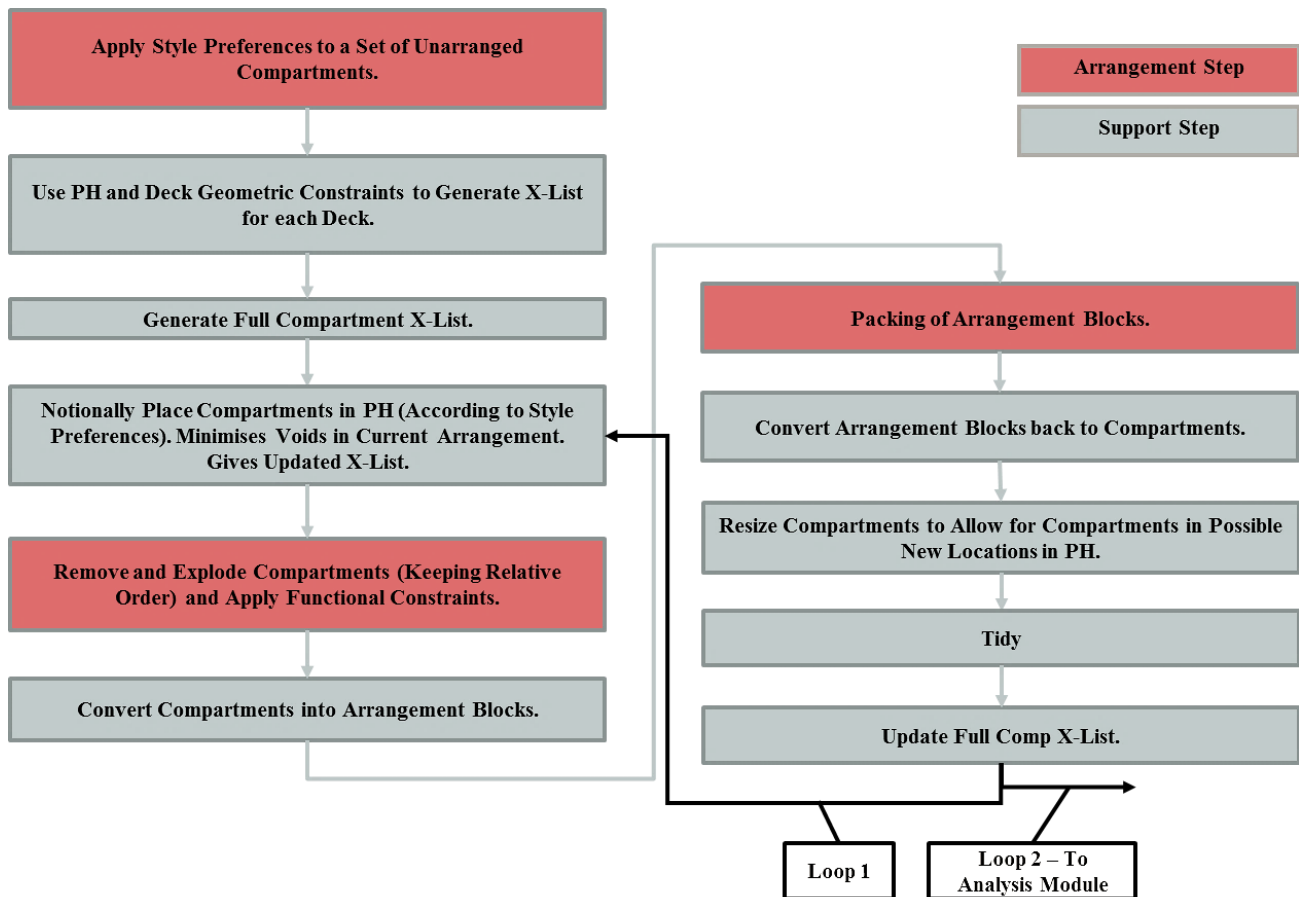 Apply Style Preferences to a Set of Unarranged
Compartments.
Use PH and Deck Geometric Constraints to Generate X-List
for each Deck.
Generate Full Compartment X-List.
Notionally Place Compartments in PH (According to Style
Preferences). Minimises Voids in Current Arrangement.
Gives Updated X-List.
Remove and Explode Compartments (Keeping Relative
Order) and Apply Functional Constraints.
Convert Compartments into Arrangement Blocks.
Arrangement Step
Support Step
Packing of Arrangement Blocks.
Convert Arrangement Blocks back to Compartments.
Resize Compartments to Allow for Compartments in Possible
New Locations in PH.
Tidy
Update Full Comp X-List.
Loop 1
Loop 2 – To
Analysis Module